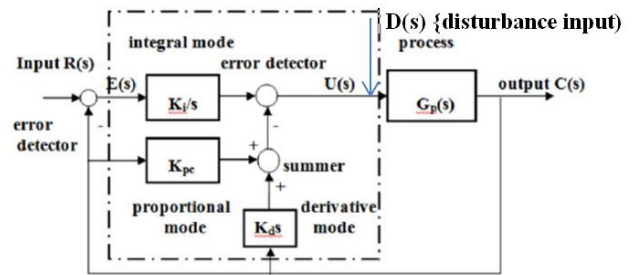 D(s) {disturbance input)
integral mode
process
Input R(s)
error detector
E(s)
U(s)
output C(s)
Ki/s
Gp(s)
error
detector
-
-
Kpc
+
summer
+
proportional
mode
derivative
mode
Kds